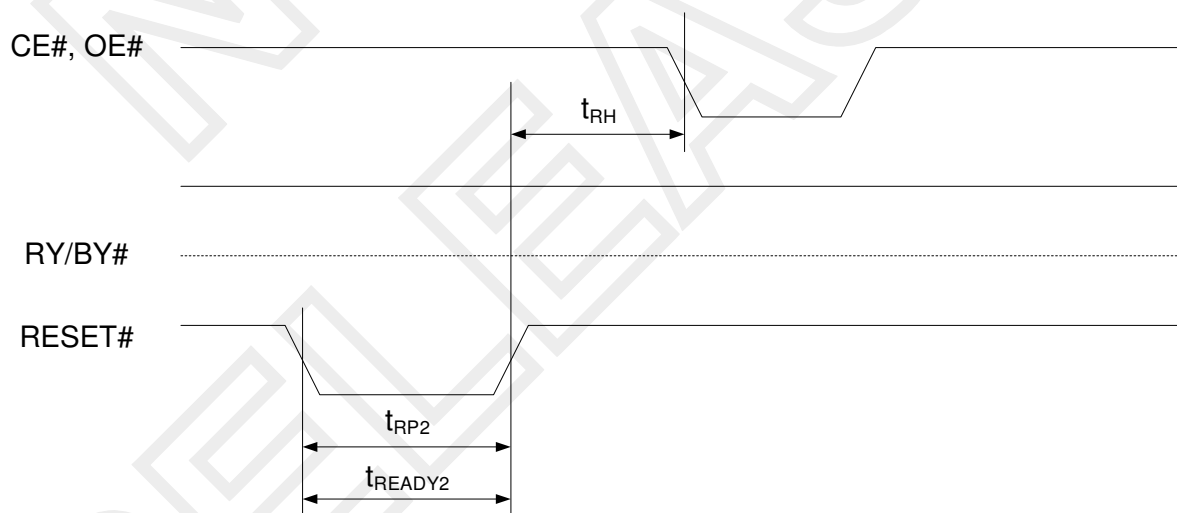 CE#, OE#
tRH
RY/BY#
RESET#
tRP2
tREADY2